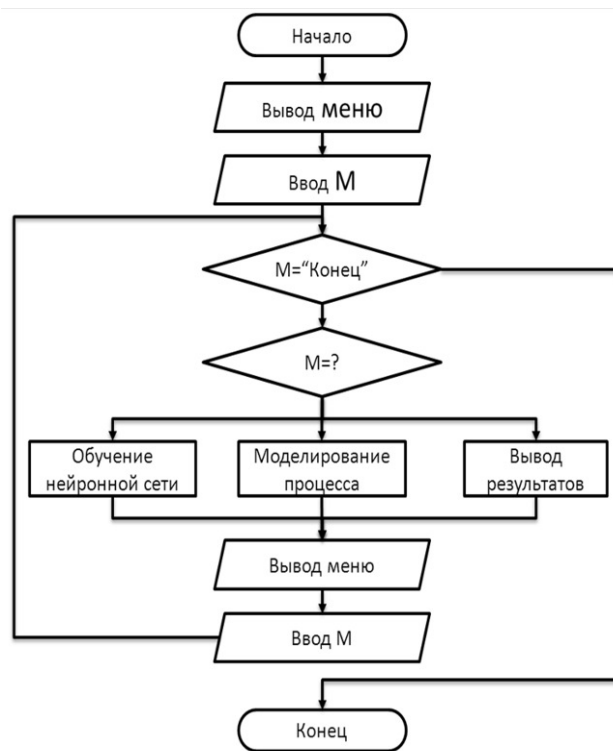 Начало
Вывод меню
Ввод М
М=“Конец”
М=?
Обучение
нейронной сети
Моделирование
процесса
Вывод
результатов
Вывод меню
Ввод М
Конец